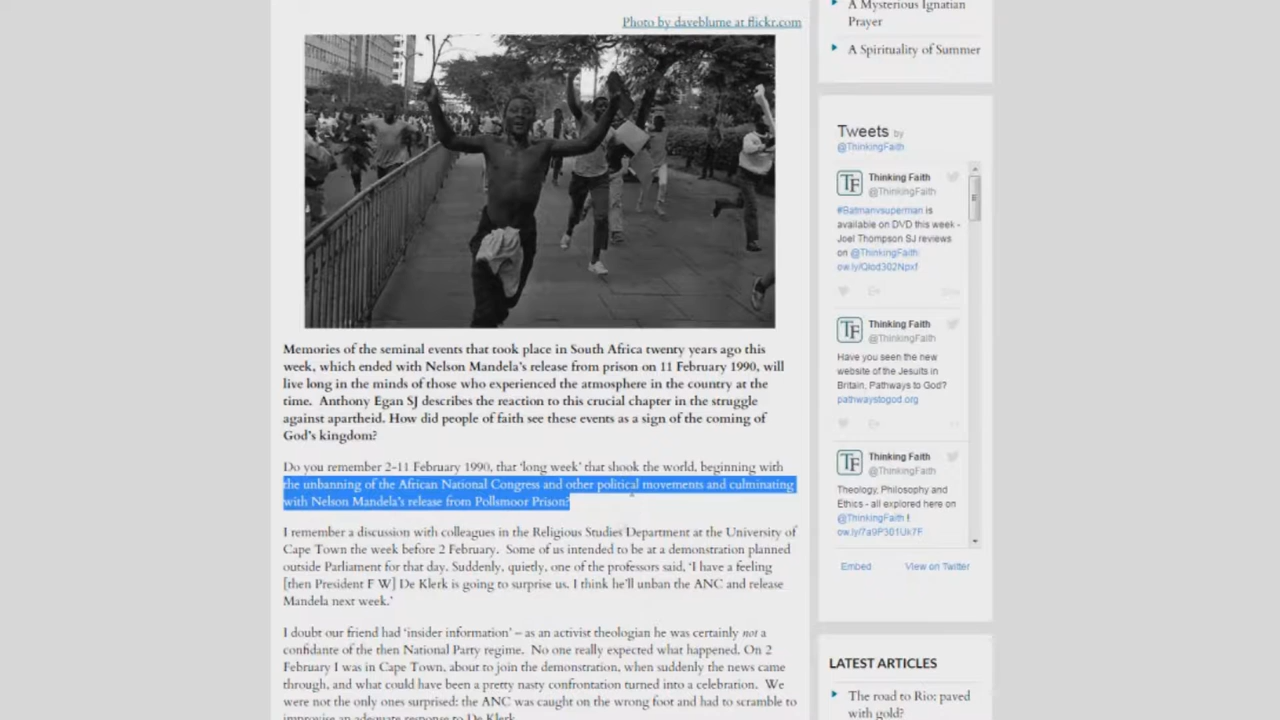 Photo by daveblume at flickr.com
Memories of the seminal events that took place in South Africa twenty years ago this
week, which ended with Nelson Mandela's release from prison on 11 February 1990, will
live long in the minds of those who experienced the atmosphere in the country at the
time.  Anthony Egan SJ describes the reaction to this crucial chapter in the struggle
against apartheid. How did people of faith see these events as a sign of the coming of
God's kingdom?
Do you remember 2-11 February 1990, that 'long week' that shook the world, beginning with
the unbanning of the African National Congress and other political movements and culminating
with Nelson Mandela's release from Pollsmoor Prison?
I remember a discussion with colleagues in the Religious Studies Department at the University of
Cape Town the week before 2 February.  Some of us intended to be at a demonstration planned
outside Parliament for that day. Suddenly, quietly, one of the professors said, 'I have a feeling
[then President F W] De Klerk is going to surprise us. I think he'll unban the ANC and release
Mandela next week.'
I doubt our friend had 'insider information' – as an activist theologian he was certainly not a
confidante of the then National Party regime.  No one really expected what happened. On 2
February I was in Cape Town, about to join the demonstration, when suddenly the news came
through, and what could have been a pretty nasty confrontation turned into a celebration.  We
were not the only ones surprised: the ANC was caught on the wrong foot and had to scramble to
improvise an adequate response to De Klerk.
A Mysterious Ignatian
Prayer
A Spirituality of Summer
Tweets by
@ThinkingFaith
TF Thinking Faith
@ThinkingFaith
#Batmanvsuperman is
available on DVD this week -
Joel Thompson SJ reviews
on @ThinkingFaith
ow.ly/Qlod302Npxf
TF Thinking Faith
@ThinkingFaith
Have you seen the new
website of the Jesuits in
Britain, Pathways to God?
pathwaystogod.org
TF Thinking Faith
@ThinkingFaith
Theology, Philosophy and
Ethics - all explored here on
@ThinkingFaith !
ow.ly/7a9P301Uk7F
Embed View on Twitter
LATEST ARTICLES
The road to Rio: paved
with gold?